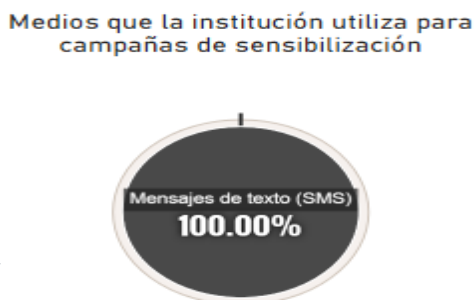 Medios que la institución utiliza para
campañas de sensibilización
Mensajes de texto (SMS)
100.00%